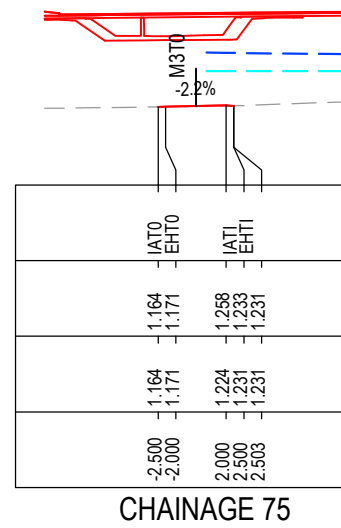 M3T0
-2.2%
IAT0
EHT0
IATI
EHTI
1.164
1.171
1.258
1.233
1.231
1.164
1.171
1.224
1.231
1.231
-2.500
-2.000
2.000
2.500
2.503
CHAINAGE 75